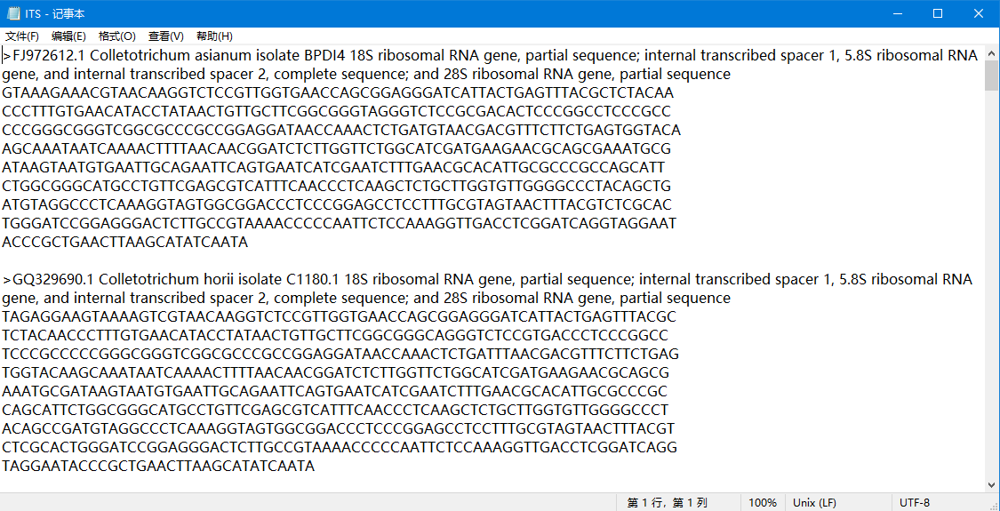 ITS - 记事本
文件(F) 编辑(E) 格式(O) 查看(V) 帮助(H)
>FJ972612.1 Colletotrichum asianum isolate BPDI4 18S ribosomal RNA gene, partial sequence; internal transcribed spacer 1, 5.8S ribosomal RNA
gene, and internal transcribed spacer 2, complete sequence; and 28S ribosomal RNA gene, partial sequence
GTAAAGAAACGTAACAAGGTCTCCGTTGGTGAACCAGCGGAGGGATCATTACTGAGTTTACGCTCTACAA
CCCTTTGTGAACATACCTATAACTGTTGCTTCGGCGGGTAGGGTCTCCGCGACACTCCCGGCCTCCCGCC
CCCGGGCGGGTCGGCGCCCGCCGGAGGATAACCAAACTCTGATGTAACGACGTTTCTTCTGAGTGGTACA
AGCAAATAATCAAAACTTTTAACAACGGATCTCTTGGTTCTGGCATCGATGAAGAACGCAGCGAAATGCG
ATAAGTAATGTGAATTGCAGAATTCAGTGAATCATCGAATCTTTGAACGCACATTGCGCCCGCCAGCATT
CTGGCGGGCATGCCTGTTCGAGCGTCATTTCAACCCTCAAGCTCTGCTTGGTGTTGGGGCCCTACAGCTG
ATGTAGGCCCTCAAAGGTAGTGGCGGACCCTCCCGGAGCCTCCTTTGCGTAGTAACTTTACGTCTCGCAC
TGGGATCCGGAGGGACTCTTGCCGTAAAACCCCCAATTCTCCAAAGGTTGACCTCGGATCAGGTAGGAAT
ACCCGCTGAACTTAAGCATATCAATA
>GQ329690.1 Colletotrichum horii isolate C1180.1 18S ribosomal RNA gene, partial sequence; internal transcribed spacer 1, 5.8S ribosomal RNA
gene, and internal transcribed spacer 2, complete sequence; and 28S ribosomal RNA gene, partial sequence
TAGAGGAAGTAAAAGTCGTAACAAGGTCTCCGTTGGTGAACCAGCGGAGGGATCATTACTGAGTTTACGC
TCTACAACCCTTTGTGAACATACCTATAACTGTTGCTTCGGCGGGCAGGGTCTCCGTGACCCTCCCGGCC
TCCCGCCCCCGGGCGGGTCGGCGCCCGCCGGAGGATAACCAAACTCTGATTTAACGACGTTTCTTCTGAG
TGGTACAAGCAAATAATCAAAACTTTTAACAACGGATCTCTTGGTTCTGGCATCGATGAAGAACGCAGCG
AAATGCGATAAGTAATGTGAATTGCAGAATTCAGTGAATCATCGAATCTTTGAACGCACATTGCGCCCGC
CAGCATTCTGGCGGGCATGCCTGTTCGAGCGTCATTTCAACCCTCAAGCTCTGCTTGGTGTTGGGGCCCT
ACAGCCGATGTAGGCCCTCAAAGGTAGTGGCGGACCCTCCCGGAGCCTCCTTTGCGTAGTAACTTTACGT
CTCGCACTGGGATCCGGAGGGACTCTTGCCGTAAAACCCCCAATTCTCCAAAGGTTGACCTCGGATCAGG
TAGGAATACCCGCTGAACTTAAGCATATCAATA
第 1 行，第 1 列 100% Unix (LF) UTF-8